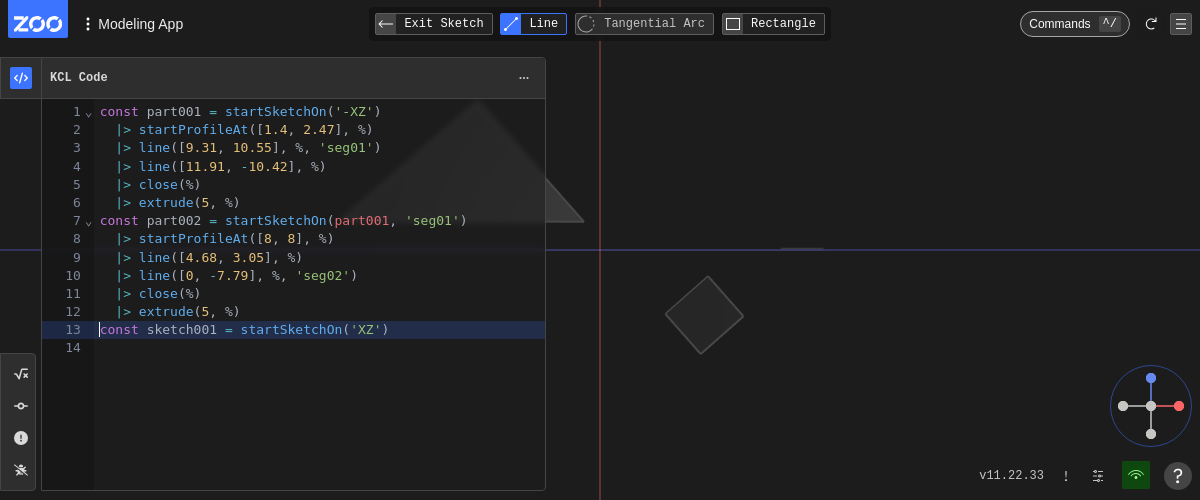 ZOO
Modeling App
Exit Sketch
Line
Tangential Arc
Rectangle
Commands ^/
KCL Code
1 const part001 = startSketchOn('-XZ')
2 |> startProfileAt([1.4, 2.47], %)
3 |> line([9.31, 10.55], %, 'seg01')
4 |> line([11.91, -10.42], %)
5 |> close(%)
6 |> extrude(5, %)
7 const part002 = startSketchOn(part001, 'seg01')
8 |> startProfileAt([8, 8], %)
9 |> line([4.68, 3.05], %)
10 |> line([0, -7.79], %, 'seg02')
11 |> close(%)
12 |> extrude(5, %)
13 const sketch001 = startSketchOn('XZ')
14
v11.22.33